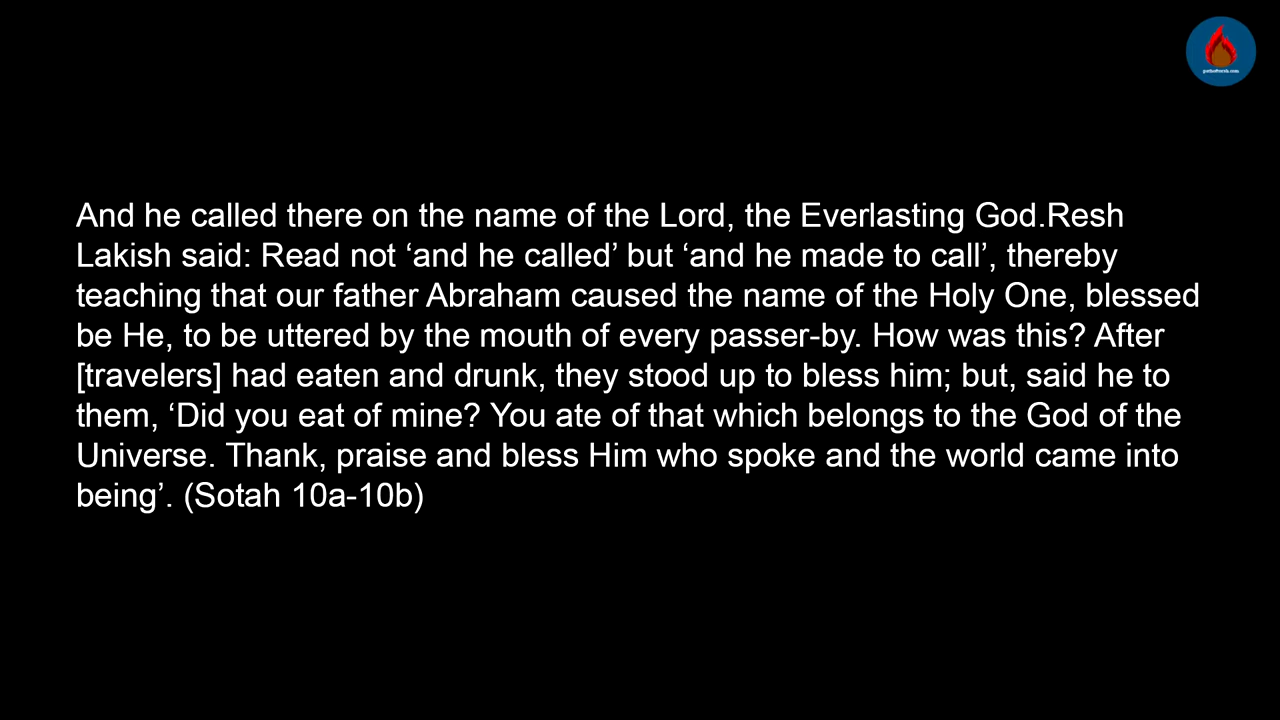 And he called there on the name of the Lord, the Everlasting God.Resh
Lakish said: Read not ‘and he called’ but ‘and he made to call’, thereby
teaching that our father Abraham caused the name of the Holy One, blessed
be He, to be uttered by the mouth of every passer-by. How was this? After
[travelers] had eaten and drunk, they stood up to bless him; but, said he to
them, ‘Did you eat of mine? You ate of that which belongs to the God of the
Universe. Thank, praise and bless Him who spoke and the world came into
being’. (Sotah 10a-10b)